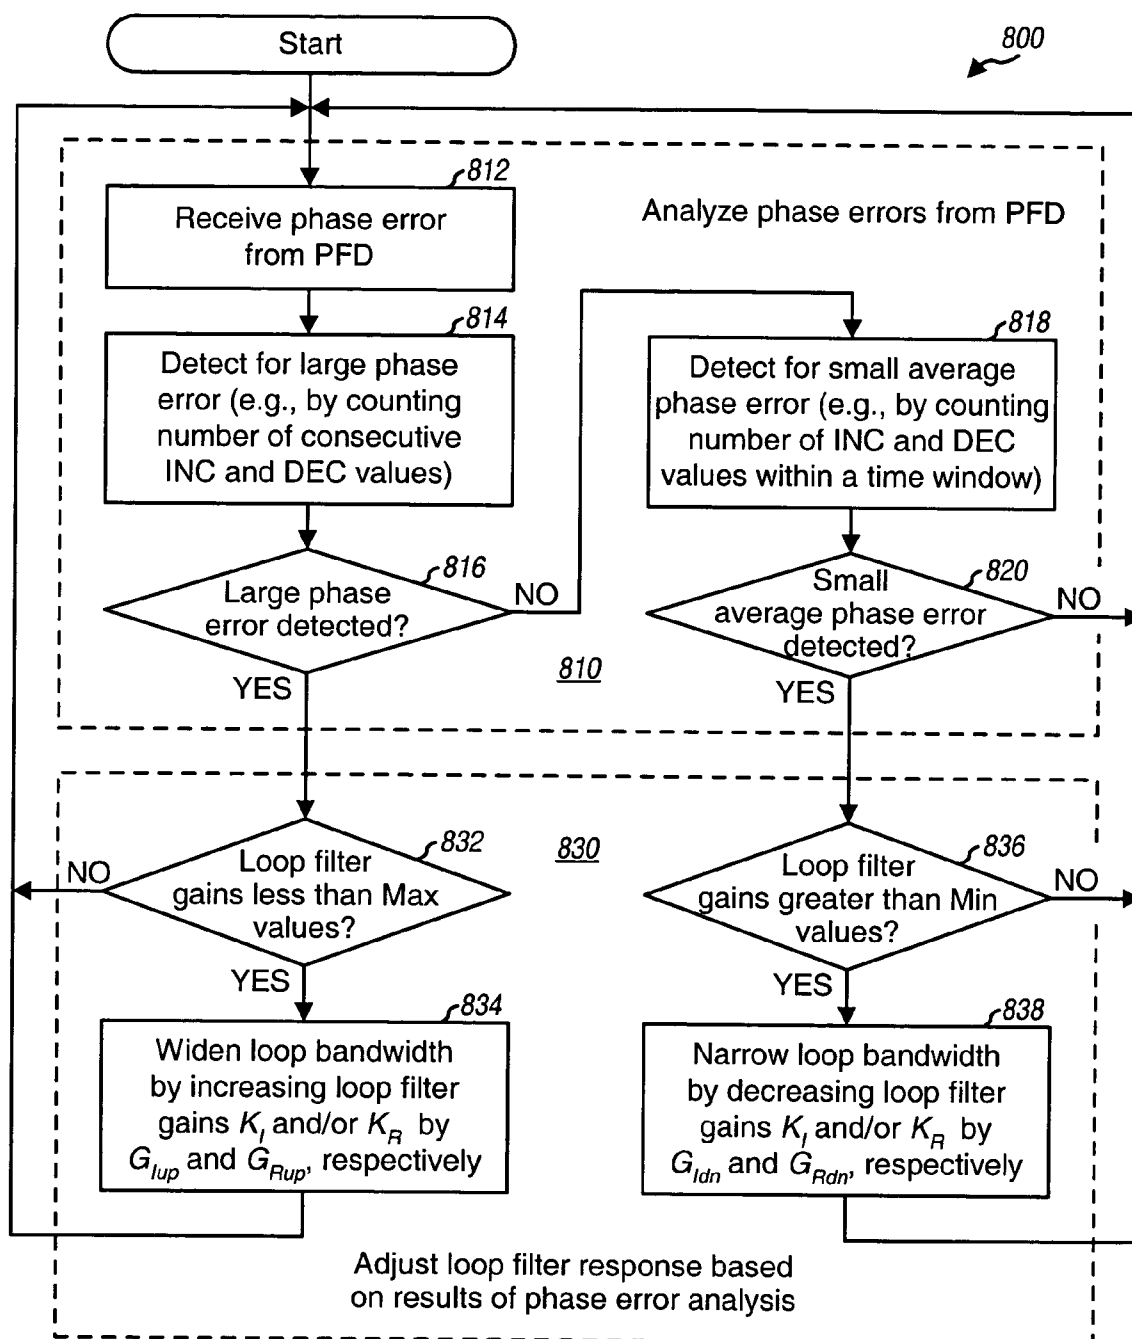 Start
800
812
Receive phase error
from PFD
Analyze phase errors from PFD
814
Detect for large phase
error (e.g., by counting
number of consecutive
INC and DEC values)
818
Detect for small average
phase error (e.g., by counting
number of INC and DEC
values within a time window)
816
Large phase
error detected?
NO
YES
820
Small
average phase error
detected?
NO
YES
810
832
Loop filter
gains less than Max
values?
NO
YES
830
836
Loop filter
gains greater than Min
values?
NO
YES
834
Widen loop bandwidth
by increasing loop filter
gains K_I and/or K_R by
G_Iup and G_Rup, respectively
838
Narrow loop bandwidth
by decreasing loop filter
gains K_I and/or K_R by
G_Idn and G_Rdn, respectively
Adjust loop filter response based
on results of phase error analysis